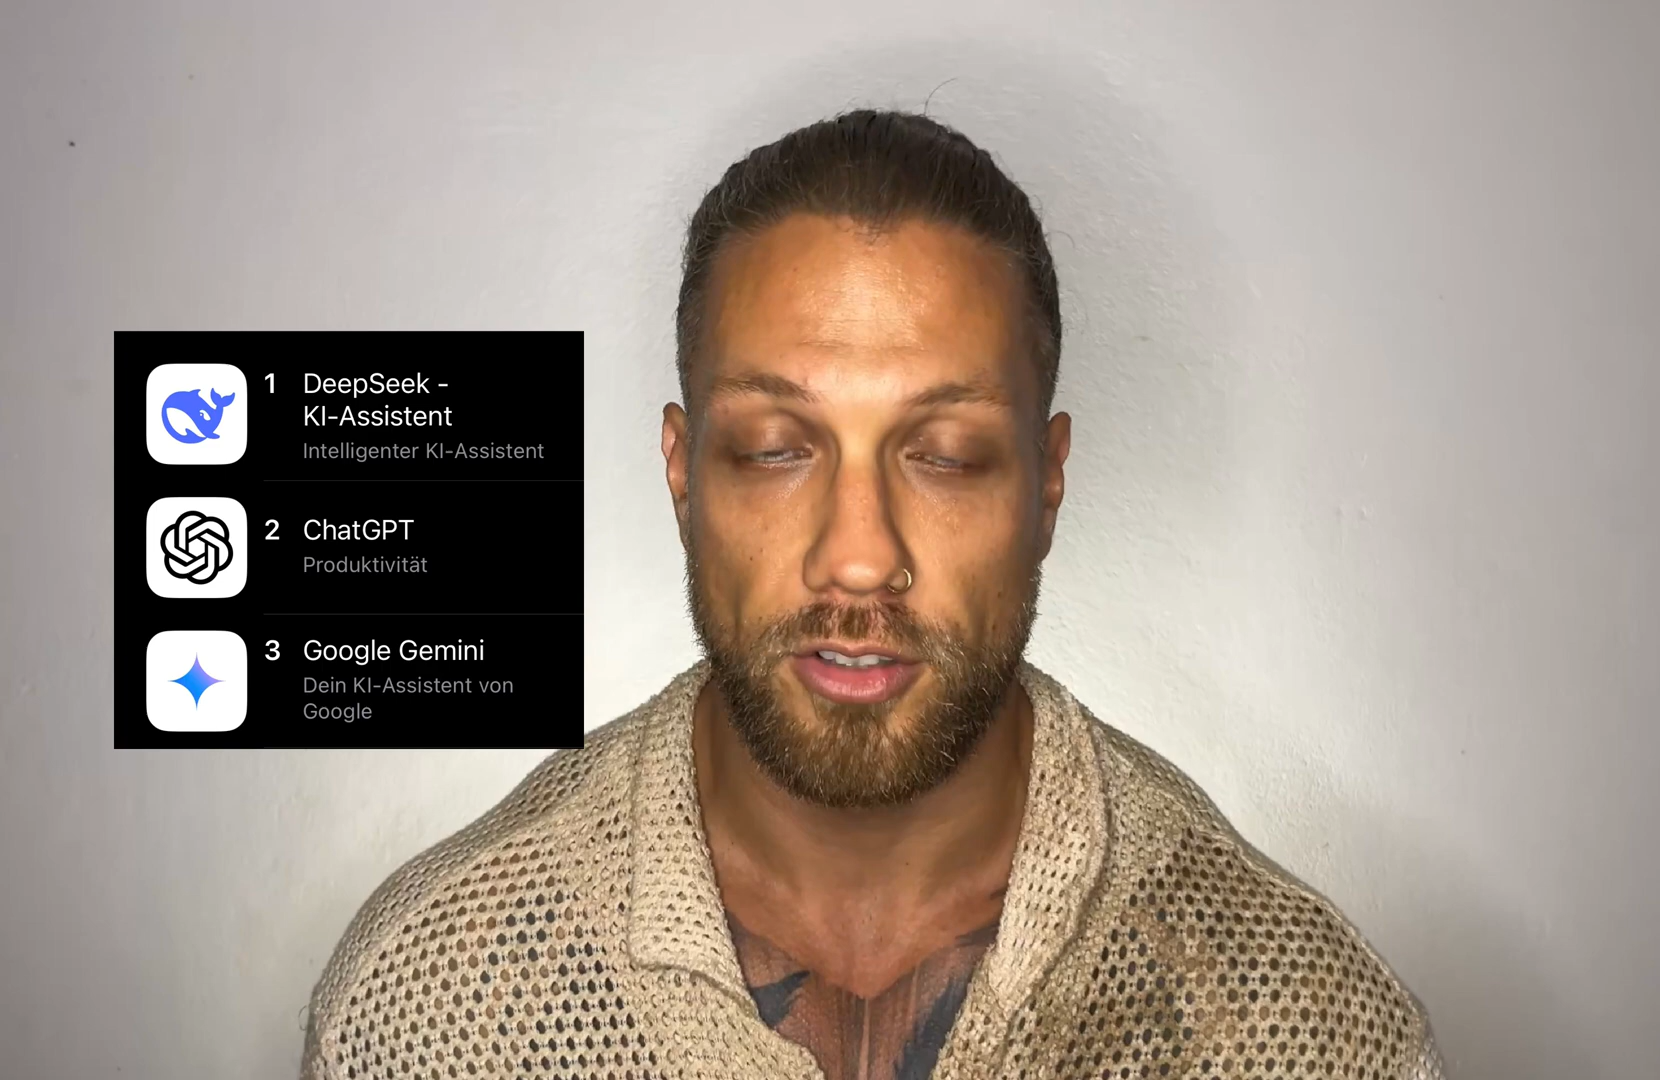 1 DeepSeek -
KI-Assistent
Intelligenter KI-Assistent
2 ChatGPT
Produktivität
3 Google Gemini
Dein KI-Assistent von
Google